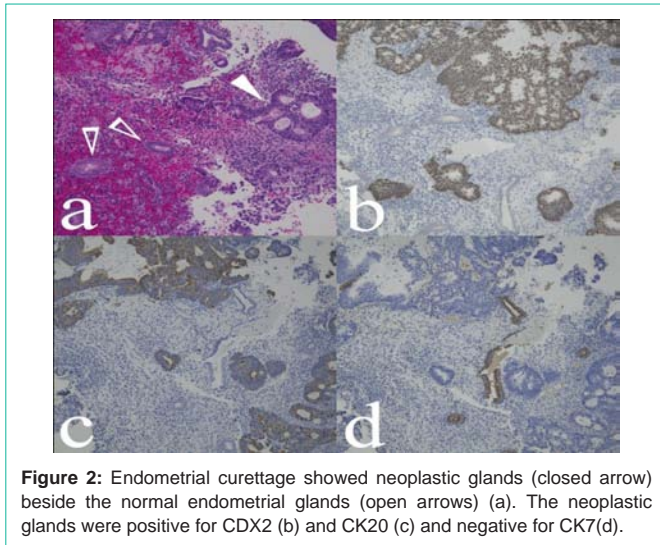 a
b
c
d
Figure 2: Endometrial curettage showed neoplastic glands (closed arrow)
beside the normal endometrial glands (open arrows) (a). The neoplastic
glands were positive for CDX2 (b) and CK20 (c) and negative for CK7(d).